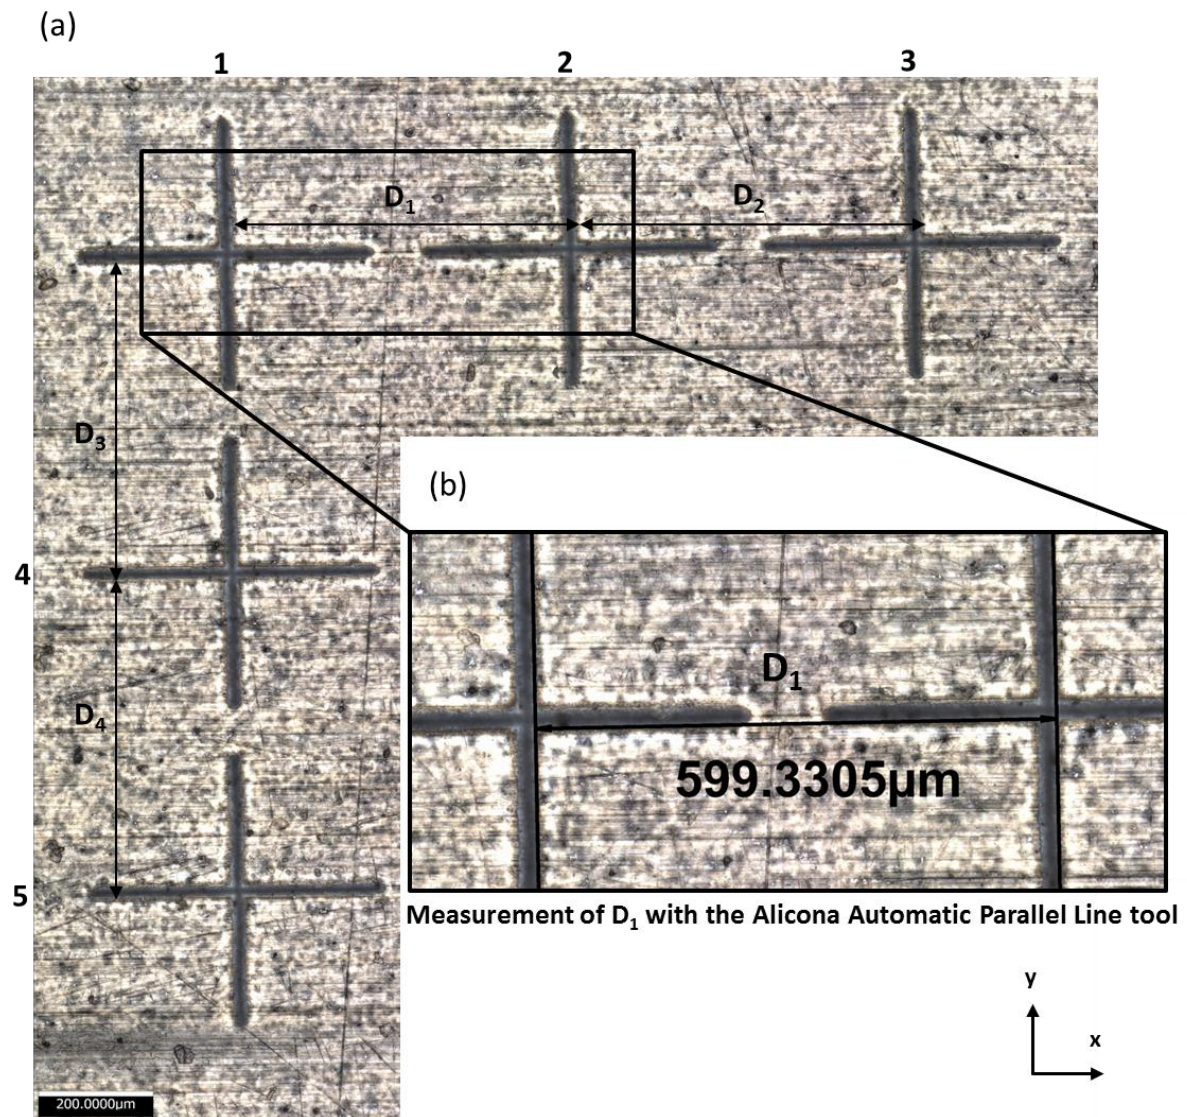 (a)
1
2
3
D₁
D₂
D₃
(b)
4
D₁
D₄
599.3305µm
5
Measurement of D₁ with the Alicona Automatic Parallel Line tool
y
x
200.0000µm